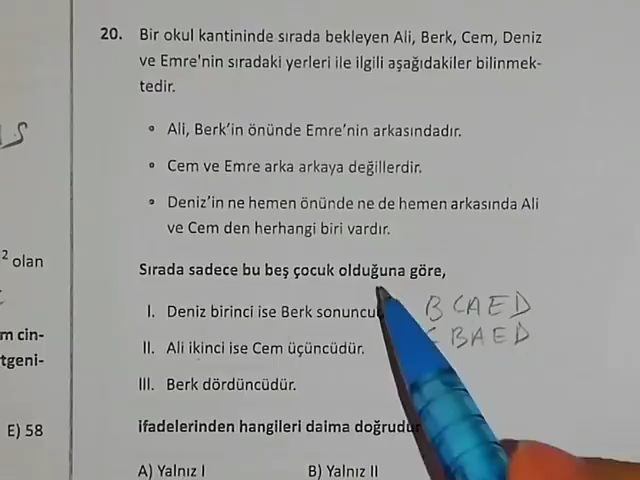 20. Bir okul kantininde sırada bekleyen Ali, Berk, Cem, Deniz
ve Emre'nin sıradaki yerleri ile ilgili aşağıdakiler bilinmek-
tedir.
• Ali, Berk'in önünde Emre'nin arkasındadır.
• Cem ve Emre arka arkaya değillerdir.
• Deniz'in ne hemen önünde ne de hemen arkasında Ali
ve Cem den herhangi biri vardır.
² olan
Sırada sadece bu beş çocuk olduğuna göre,
I. Deniz birinci ise Berk sonuncu
B C A E D
m cin-
B A E D
II. Ali ikinci ise Cem üçüncüdür.
tgeni-
III. Berk dördüncüdür.
E) 58
ifadelerinden hangileri daima doğrudur
A) Yalnız I
B) Yalnız II